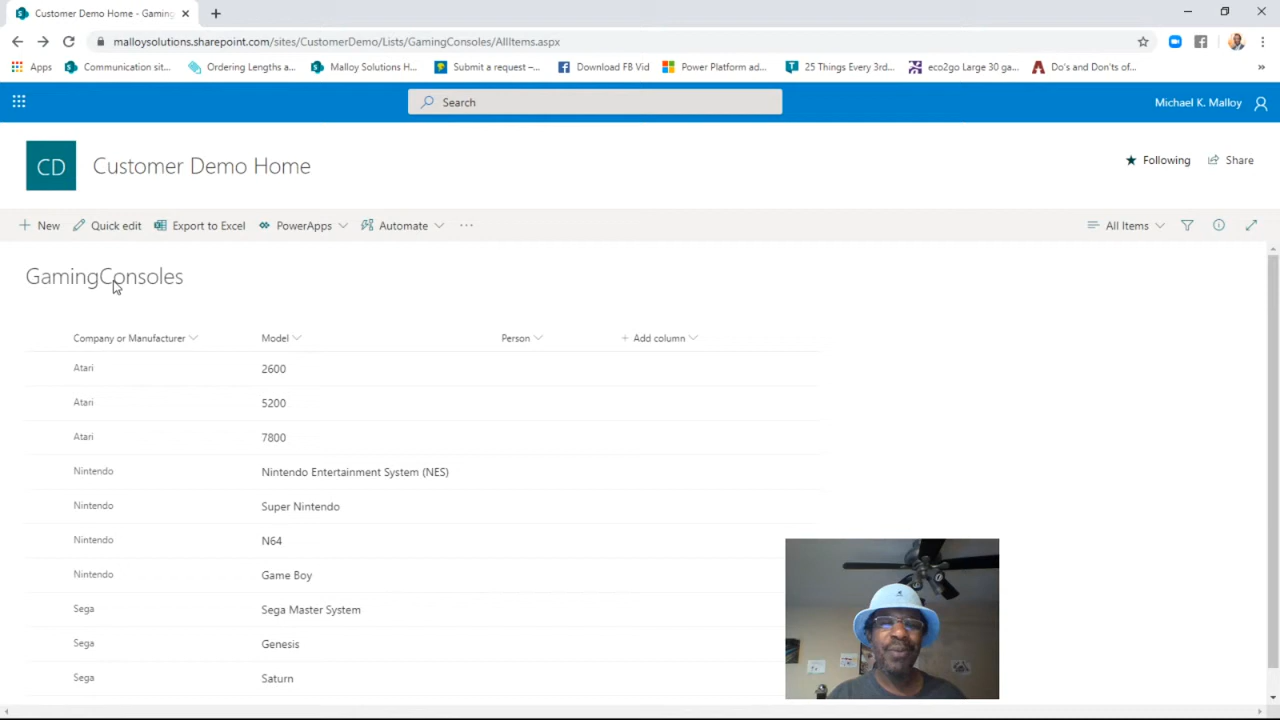 Customer Demo Home - Gaming
malloysolutions.sharepoint.com/sites/CustomerDemo/Lists/GamingConsoles/AllItems.aspx
Apps Communication sit... Ordering Lengths a... Malloy Solutions H... Submit a request –... Download FB Vid Power Platform ad... 25 Things Every 3rd... eco2go Large 30 ga... Do's and Don'ts of... »
Search
Michael K. Malloy
CD Customer Demo Home
Following Share
+ New Quick edit Export to Excel PowerApps Automate ... All Items
GamingConsoles
Company or Manufacturer Model Person + Add column
Atari 2600
Atari 5200
Atari 7800
Nintendo Nintendo Entertainment System (NES)
Nintendo Super Nintendo
Nintendo N64
Nintendo Game Boy
Sega Sega Master System
Sega Genesis
Sega Saturn